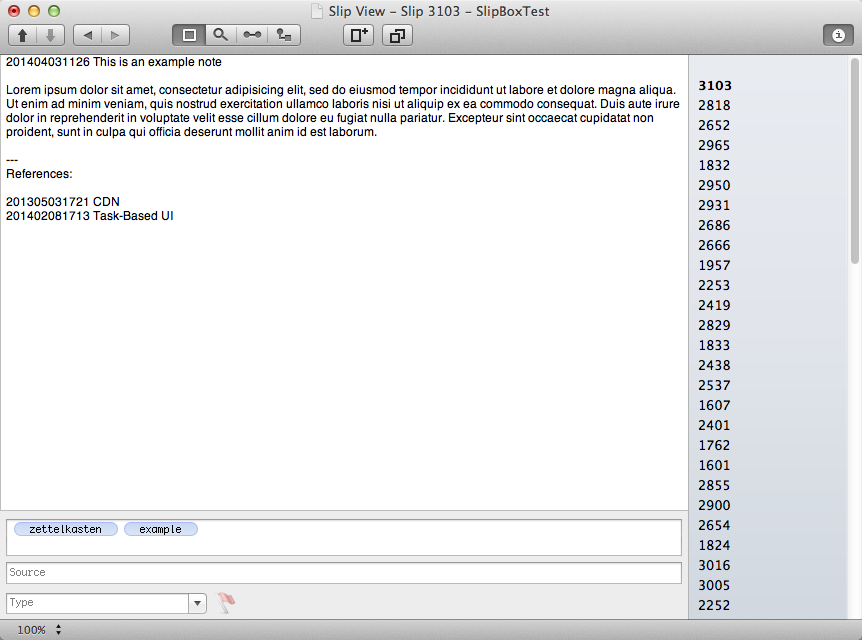 Slip View – Slip 3103 – SlipBoxTest
201404031126 This is an example note
Lorem ipsum dolor sit amet, consectetur adipisicing elit, sed do eiusmod tempor incididunt ut labore et dolore magna aliqua.
Ut enim ad minim veniam, quis nostrud exercitation ullamco laboris nisi ut aliquip ex ea commodo consequat. Duis aute irure
dolor in reprehenderit in voluptate velit esse cillum dolore eu fugiat nulla pariatur. Excepteur sint occaecat cupidatat non
proident, sunt in culpa qui officia deserunt mollit anim id est laborum.
---
References:
201305031721 CDN
201402081713 Task-Based UI
zettelkasten example
Source
Type
100%
3103
2818
2652
2965
1832
2950
2931
2686
2666
1957
2253
2419
2829
1833
2438
2537
1607
2401
1762
1601
2855
2900
2654
1824
3016
3005
2252